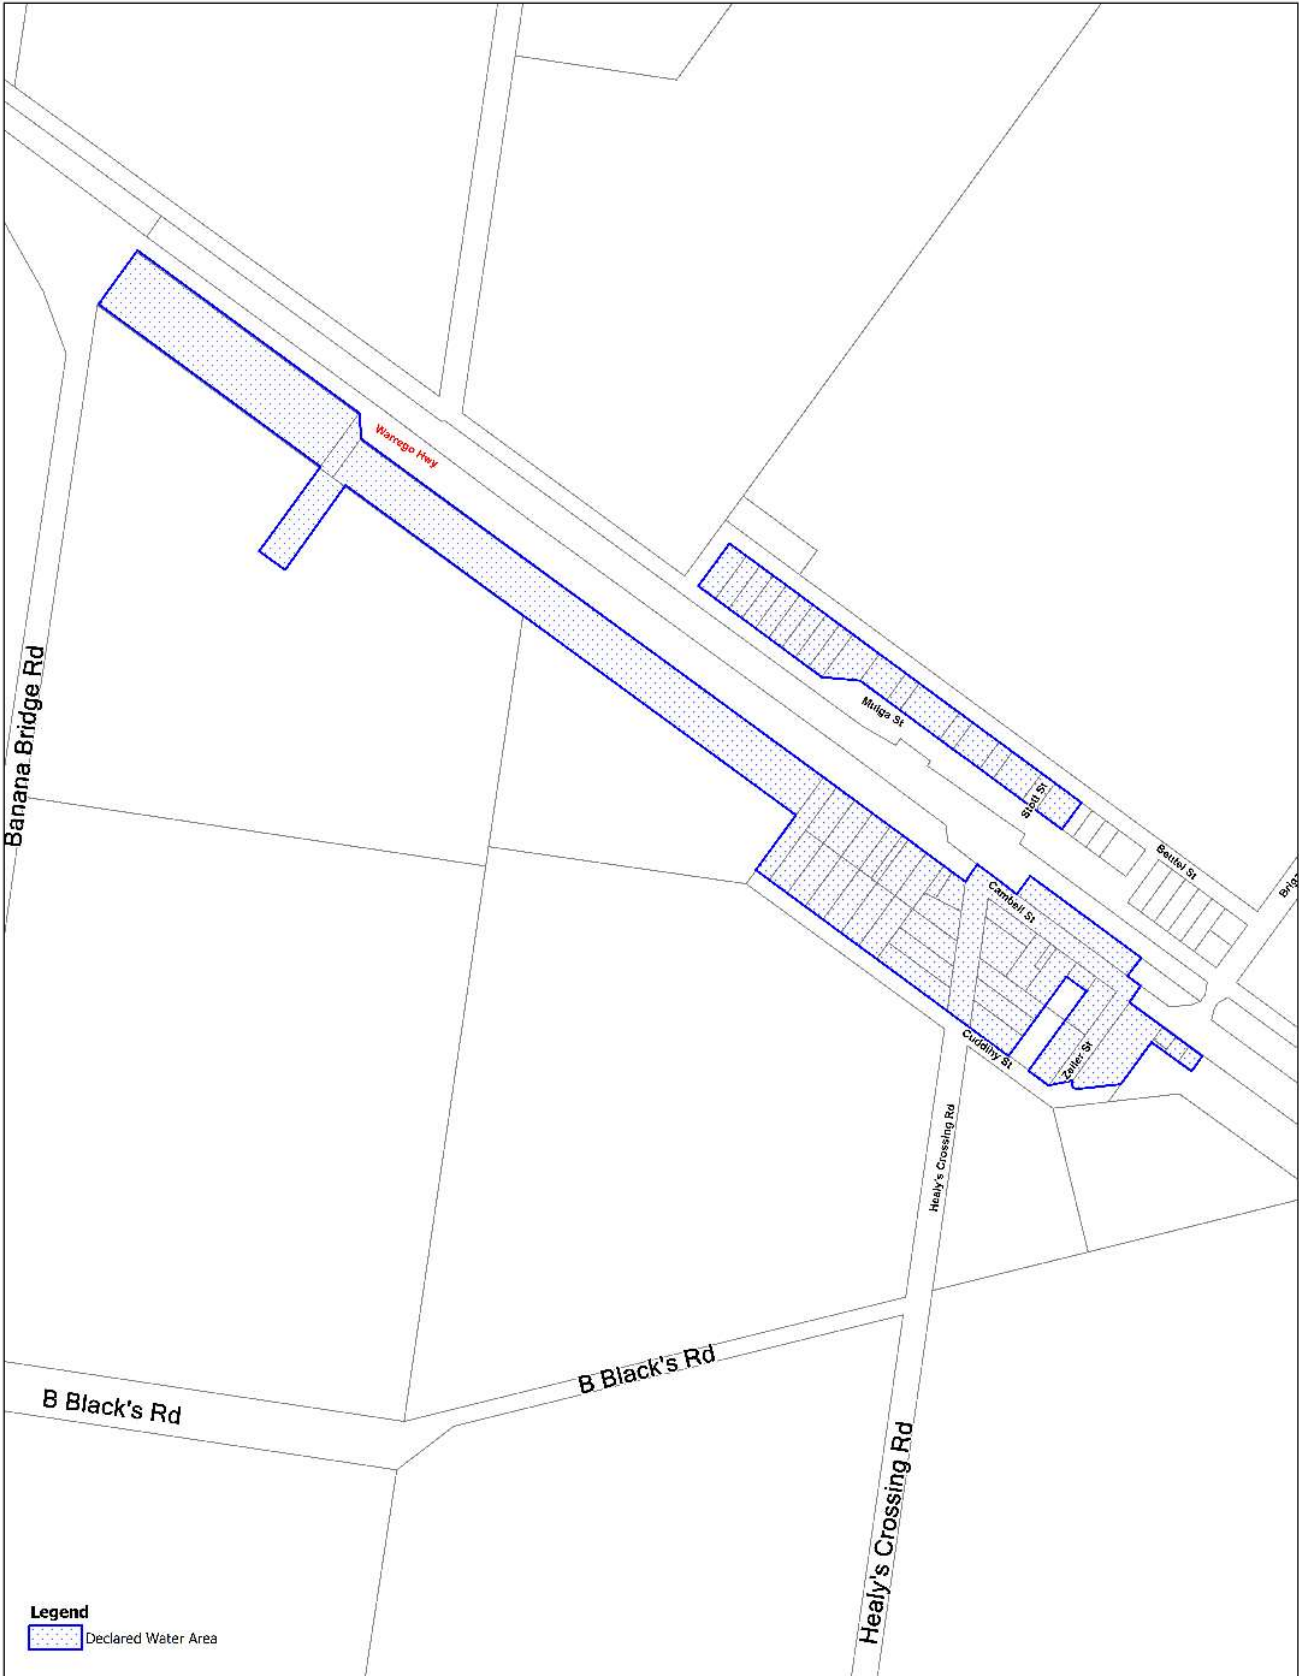 Warrego Hwy
Mulga St
Stott St
Beutel St
Cambell St
Banana Bridge Rd
Cuddihy St
Zeller St
Healy's Crossing Rd
B Black's Rd
B Black's Rd
Healy's Crossing Rd
Legend
Declared Water Area